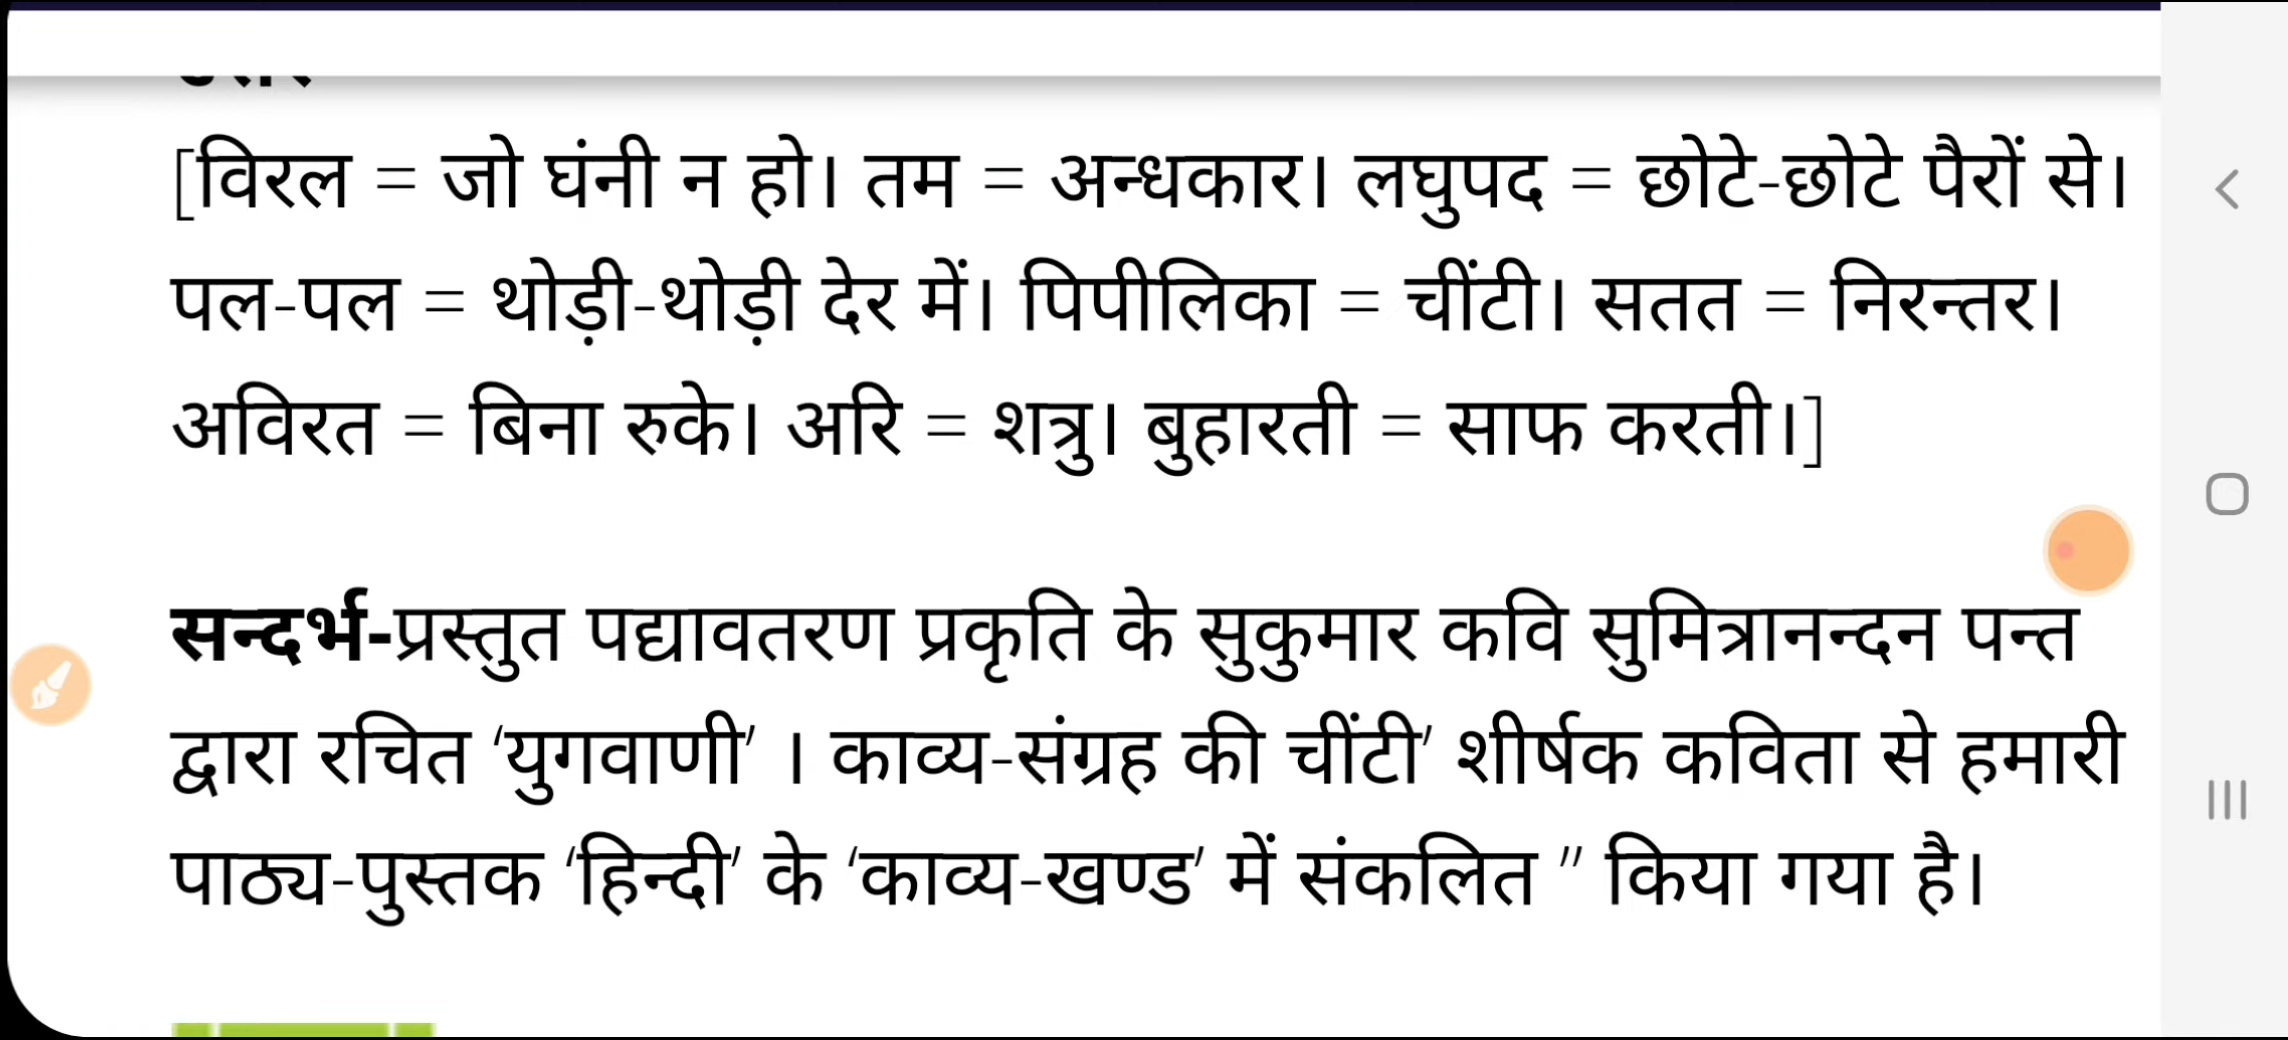 [विरल = जो घंनी न हो। तम = अन्धकार। लघुपद = छोटे-छोटे पैरों से।
पल-पल = थोड़ी-थोड़ी देर में। पिपीलिका = चींटी। सतत = निरन्तर।
अविरत = बिना रुके। अरि = शत्रु। बुहारती = साफ करती।]
सन्दर्भ-प्रस्तुत पद्यावतरण प्रकृति के सुकुमार कवि सुमित्रानन्दन पन्त
द्वारा रचित ‘युगवाणी’ । काव्य-संग्रह की चींटी’ शीर्षक कविता से हमारी
पाठ्य-पुस्तक ‘हिन्दी’ के ‘काव्य-खण्ड’ में संकलित ” किया गया है।